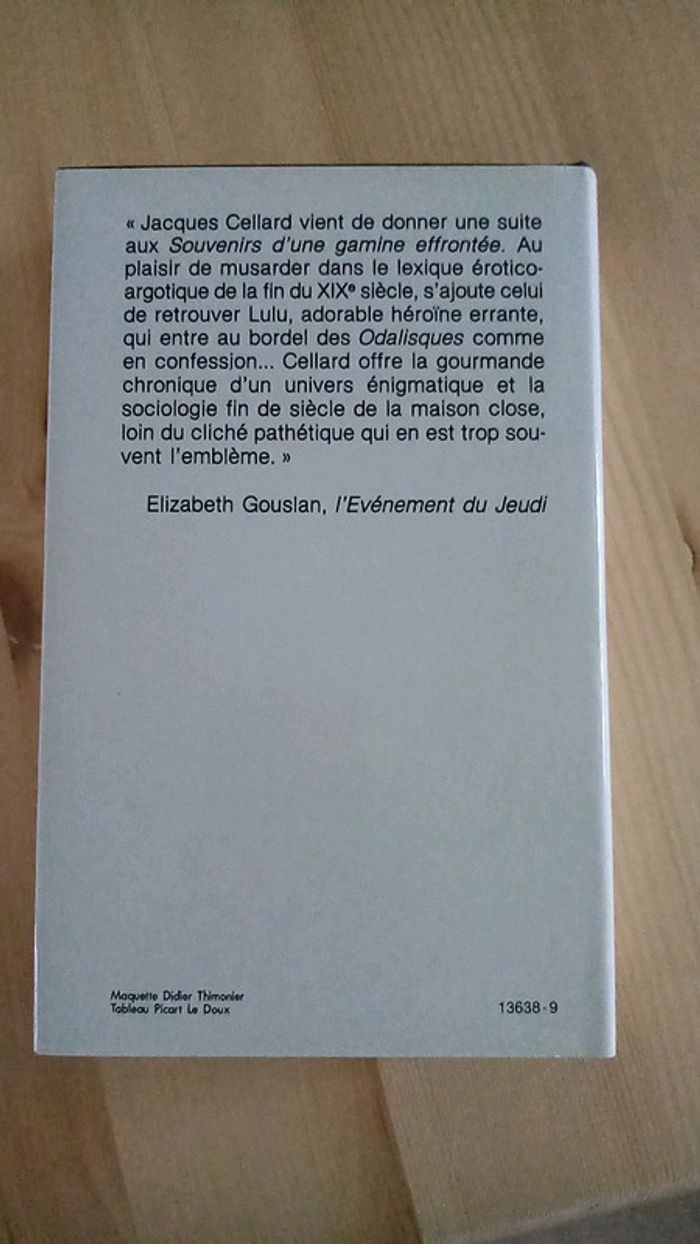 « Jacques Cellard vient de donner une suite
aux Souvenirs d'une gamine effrontée. Au
plaisir de musarder dans le lexique érotico-
argotique de la fin du XIXe siècle, s'ajoute celui
de retrouver Lulu, adorable héroïne errante,
qui entre au bordel des Odalisques comme
en confession... Cellard offre la gourmande
chronique d'un univers énigmatique et la
sociologie fin de siècle de la maison close,
loin du cliché pathétique qui en est trop sou-
vent l'emblème. »
Elizabeth Gouslan, l'Evénement du Jeudi
Maquette Didier Thimonier
Tableau Picart Le Doux
13638-9